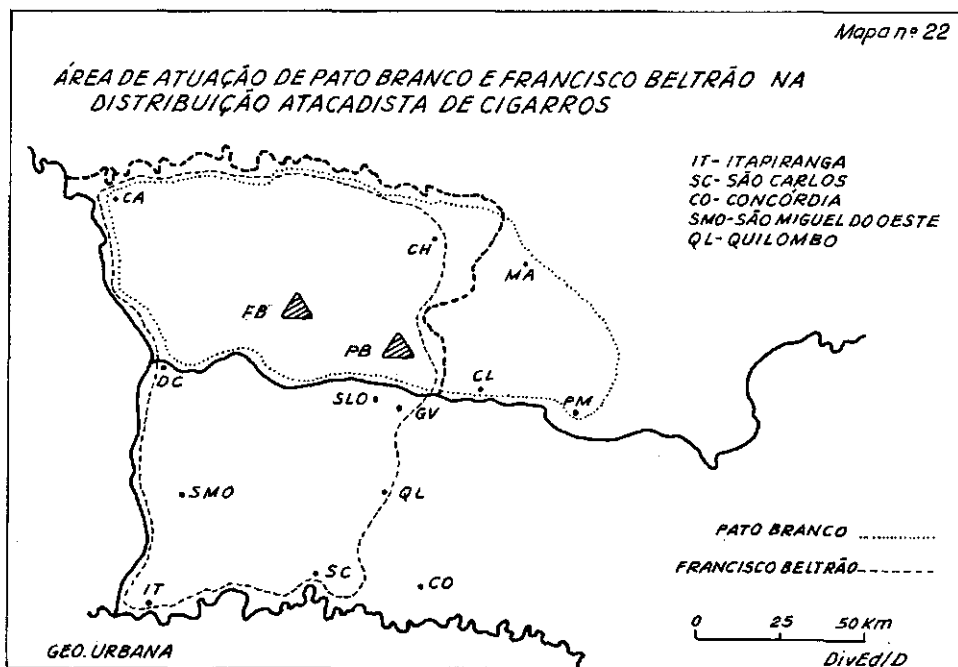 Mapa nº 22
ÁREA DE ATUAÇÃO DE PATO BRANCO E FRANCISCO BELTRÃO NA
DISTRIBUIÇÃO ATACADISTA DE CIGARROS
IT- ITAPIRANGA
SC- SÃO CARLOS
CO- CONCÓRDIA
SMO-SÃO MIGUEL DO OESTE
QL- QUILOMBO
CA
CH
MA
FB
PB
DC
CL
SLO
GV
PM
SMO
QL
SC
CO
IT
PATO BRANCO
FRANCISCO BELTRÃO
0 25 50 Km
GEO. URBANA
DivEd/D